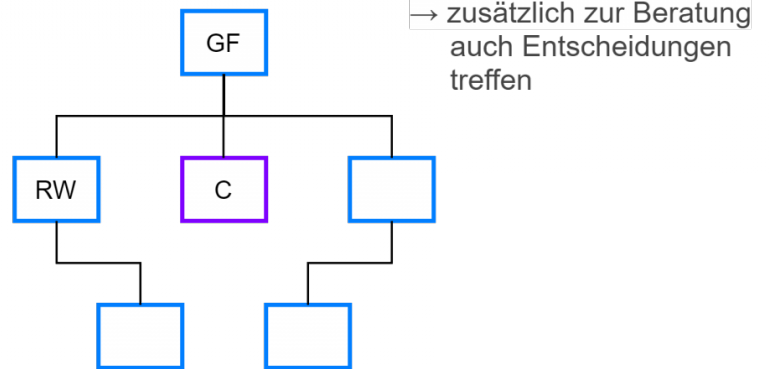 → zusätzlich zur Beratung
auch Entscheidungen
treffen
GF
RW
C